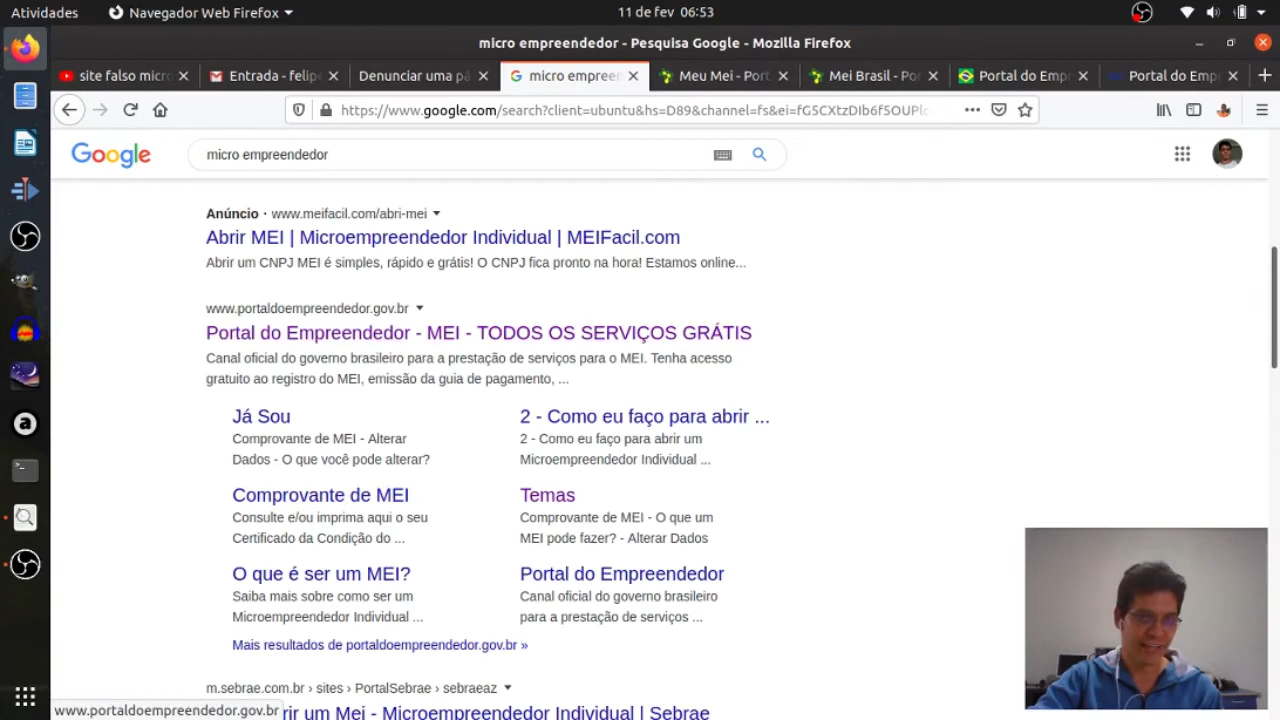 Atividades
Navegador Web Firefox
11 de fev 06:53
micro empreendedor - Pesquisa Google - Mozilla Firefox
site falso micro
Entrada - felip
Denunciar uma pá
micro empreen
Meu Mei - Port
Mei Brasil - Por
Portal do Emp
Portal do Emp
https://www.google.com/search?client=ubuntu&hs=D89&channel=fs&ei=fG5CXtzDIb6f5OUPl
Google
micro empreendedor
Anúncio · www.meifacil.com/abri-mei
Abrir MEI | Microempreendedor Individual | MEIFacil.com
Abrir um CNPJ MEI é simples, rápido e grátis! O CNPJ fica pronto na hora! Estamos online...
www.portaldoempreendedor.gov.br
Portal do Empreendedor - MEI - TODOS OS SERVIÇOS GRÁTIS
Canal oficial do governo brasileiro para a prestação de serviços para o MEI. Tenha acesso
gratuito ao registro do MEI, emissão da guia de pagamento, ...
Já Sou
Comprovante de MEI - Alterar
Dados - O que você pode alterar?
2 - Como eu faço para abrir ...
2 - Como eu faço para abrir um
Microempreendedor Individual ...
Comprovante de MEI
Consulte e/ou imprima aqui o seu
Certificado da Condição do ...
Temas
Comprovante de MEI - O que um
MEI pode fazer? - Alterar Dados
O que é ser um MEI?
Saiba mais sobre como ser um
Microempreendedor Individual ...
Portal do Empreendedor
Canal oficial do governo brasileiro
para a prestação de serviços ...
Mais resultados de portaldoempreendedor.gov.br »
m.sebrae.com.br › sites › PortalSebrae › sebraeaz
rir um Mei - Microempreendedor Individual | Sebrae
www.portaldoempreendedor.gov.br